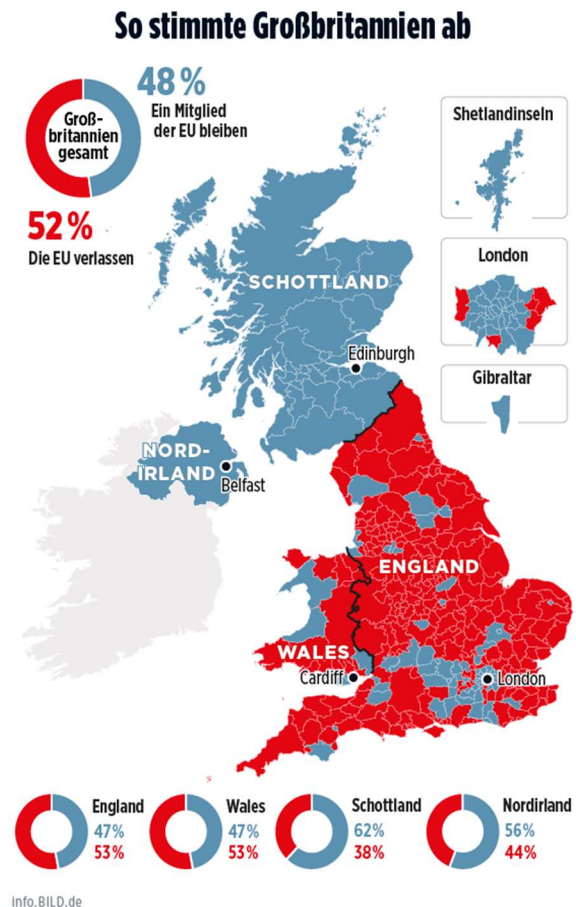 So stimmte Großbritannien ab
48%
Ein Mitglied
der EU bleiben
Groß-
britannien
gesamt
52%
Die EU verlassen
Shetlandinseln
London
Gibraltar
SCHOTTLAND
Edinburgh
NORD-
IRLAND
Belfast
ENGLAND
WALES
Cardiff
London
England
47%
53%
Wales
47%
53%
Schottland
62%
38%
Nordirland
56%
44%
info.BILD.de